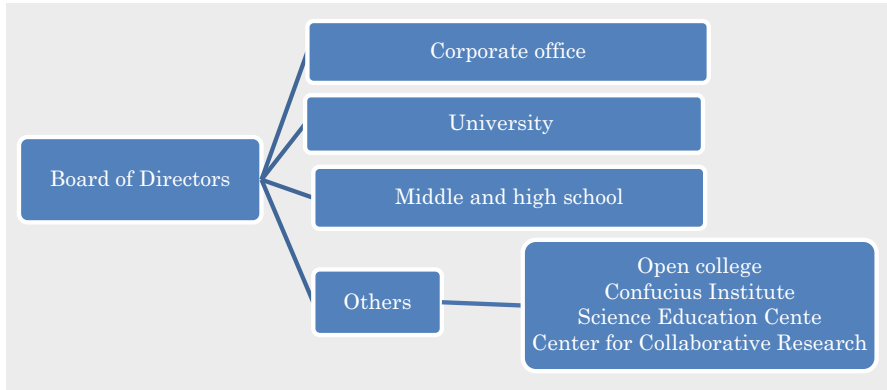 Corporate office
University
Board of Directors
Middle and high school
Others
Open college
Confucius Institute
Science Education Cente
Center for Collaborative Research